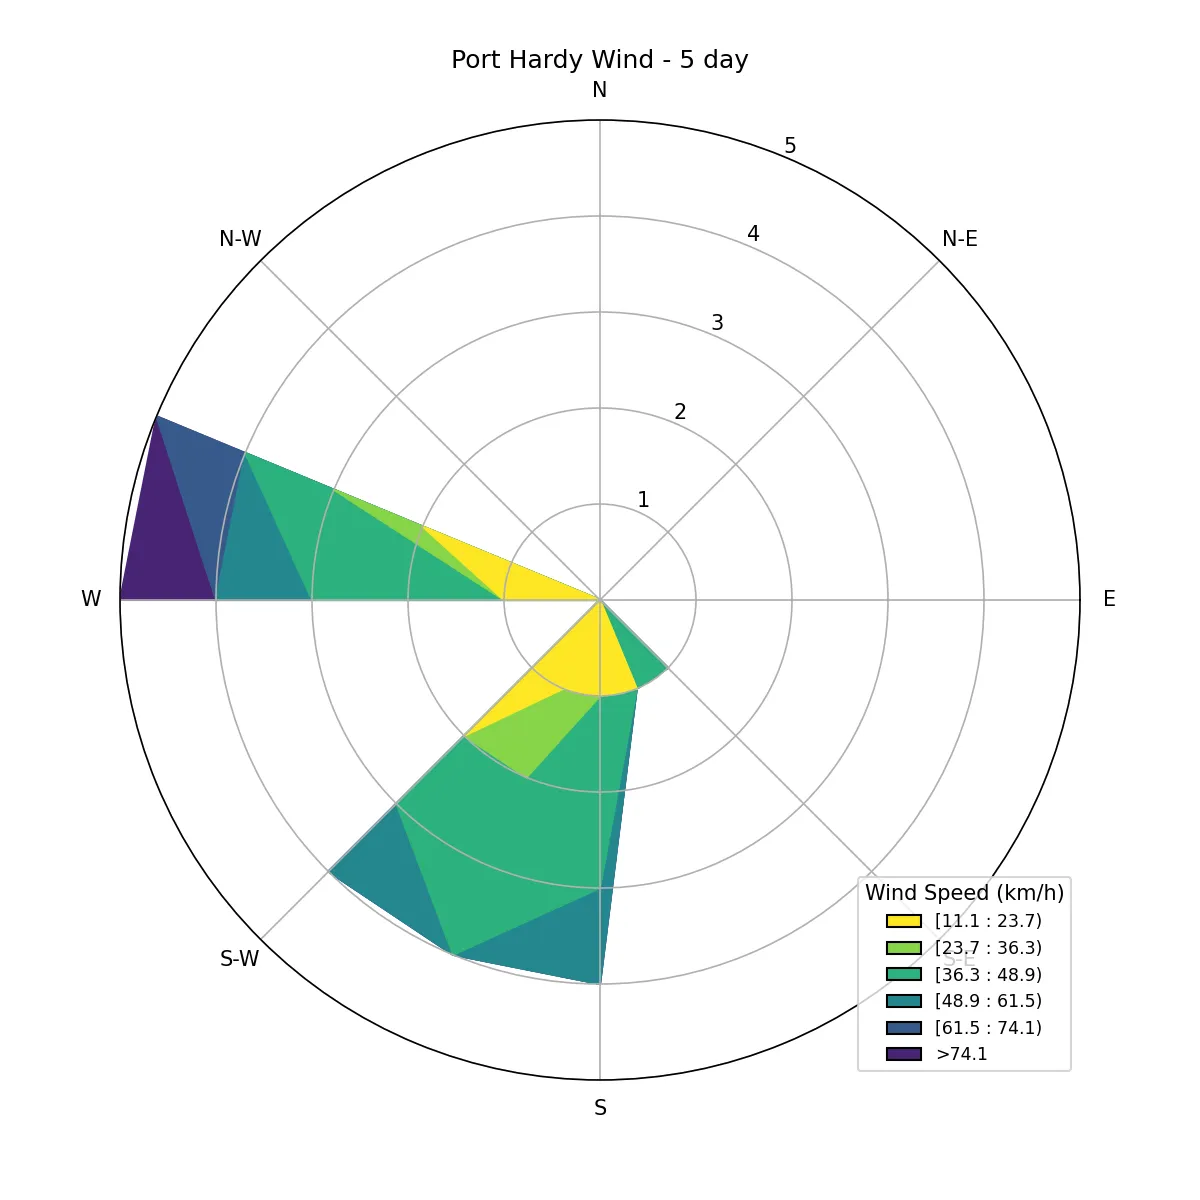 Port Hardy Wind - 5 day
N
5
N-W
4
N-E
3
2
1
W
E
Wind Speed (km/h)
[11.1 : 23.7)
[23.7 : 36.3)
S-W
S-E
[36.3 : 48.9)
[48.9 : 61.5)
[61.5 : 74.1)
>74.1
S